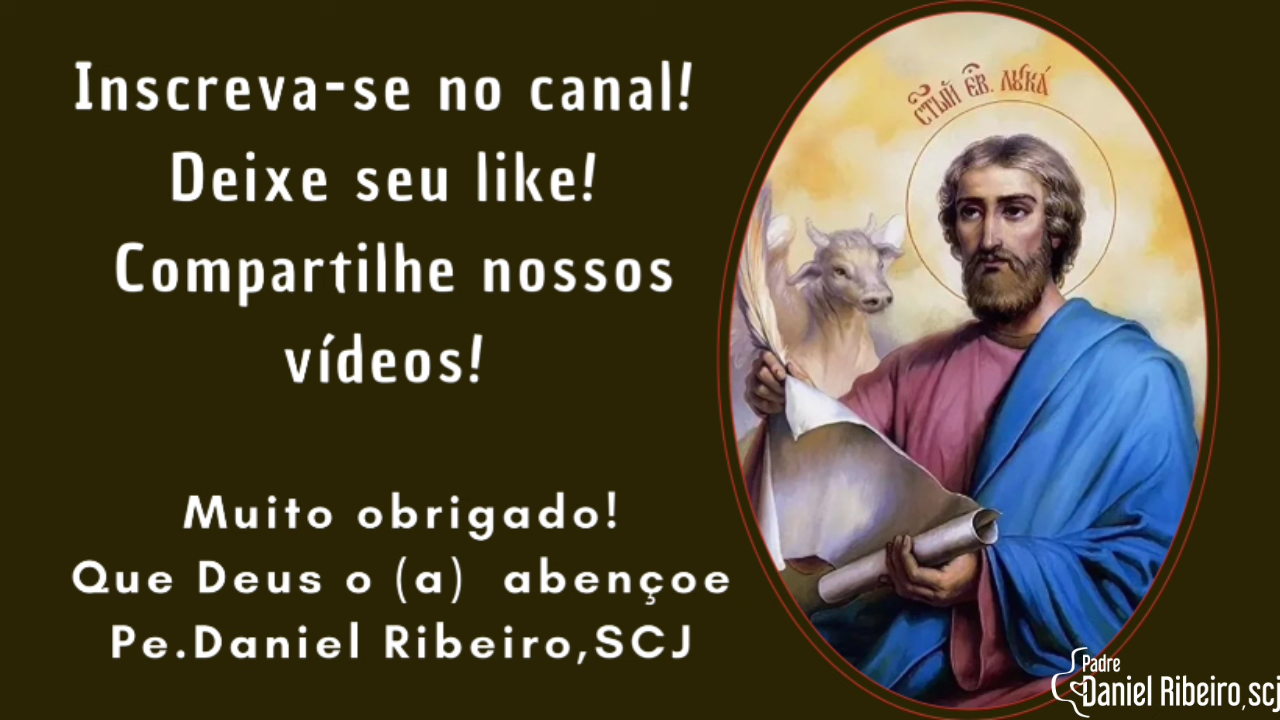 Inscreva-se no canal!
Deixe seu like!
Compartilhe nossos
vídeos!
Muito obrigado!
Que Deus o (a) abençoe
Pe.Daniel Ribeiro,SCJ
СТЫЙ ЕВ. ЛУКА́
Padre
Daniel Ribeiro, scj